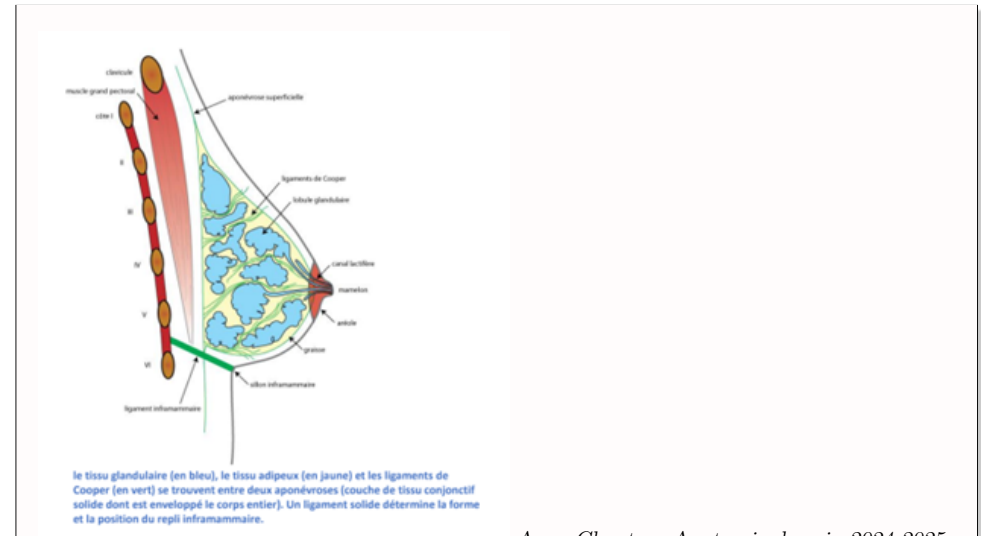 clavicule
muscle grand pectoral
aponévrose superficielle
côte I
II
ligaments de Cooper
lobule glandulaire
III
IV
canal lactifère
mamelon
V
aréole
graisse
VI
sillon inframammaire
ligament inframammaire
le tissu glandulaire (en bleu), le tissu adipeux (en jaune) et les ligaments de
Cooper (en vert) se trouvent entre deux aponévroses (couche de tissu conjonctif
solide dont est enveloppé le corps entier). Un ligament solide détermine la forme
et la position du repli inframammaire.
2024-2025